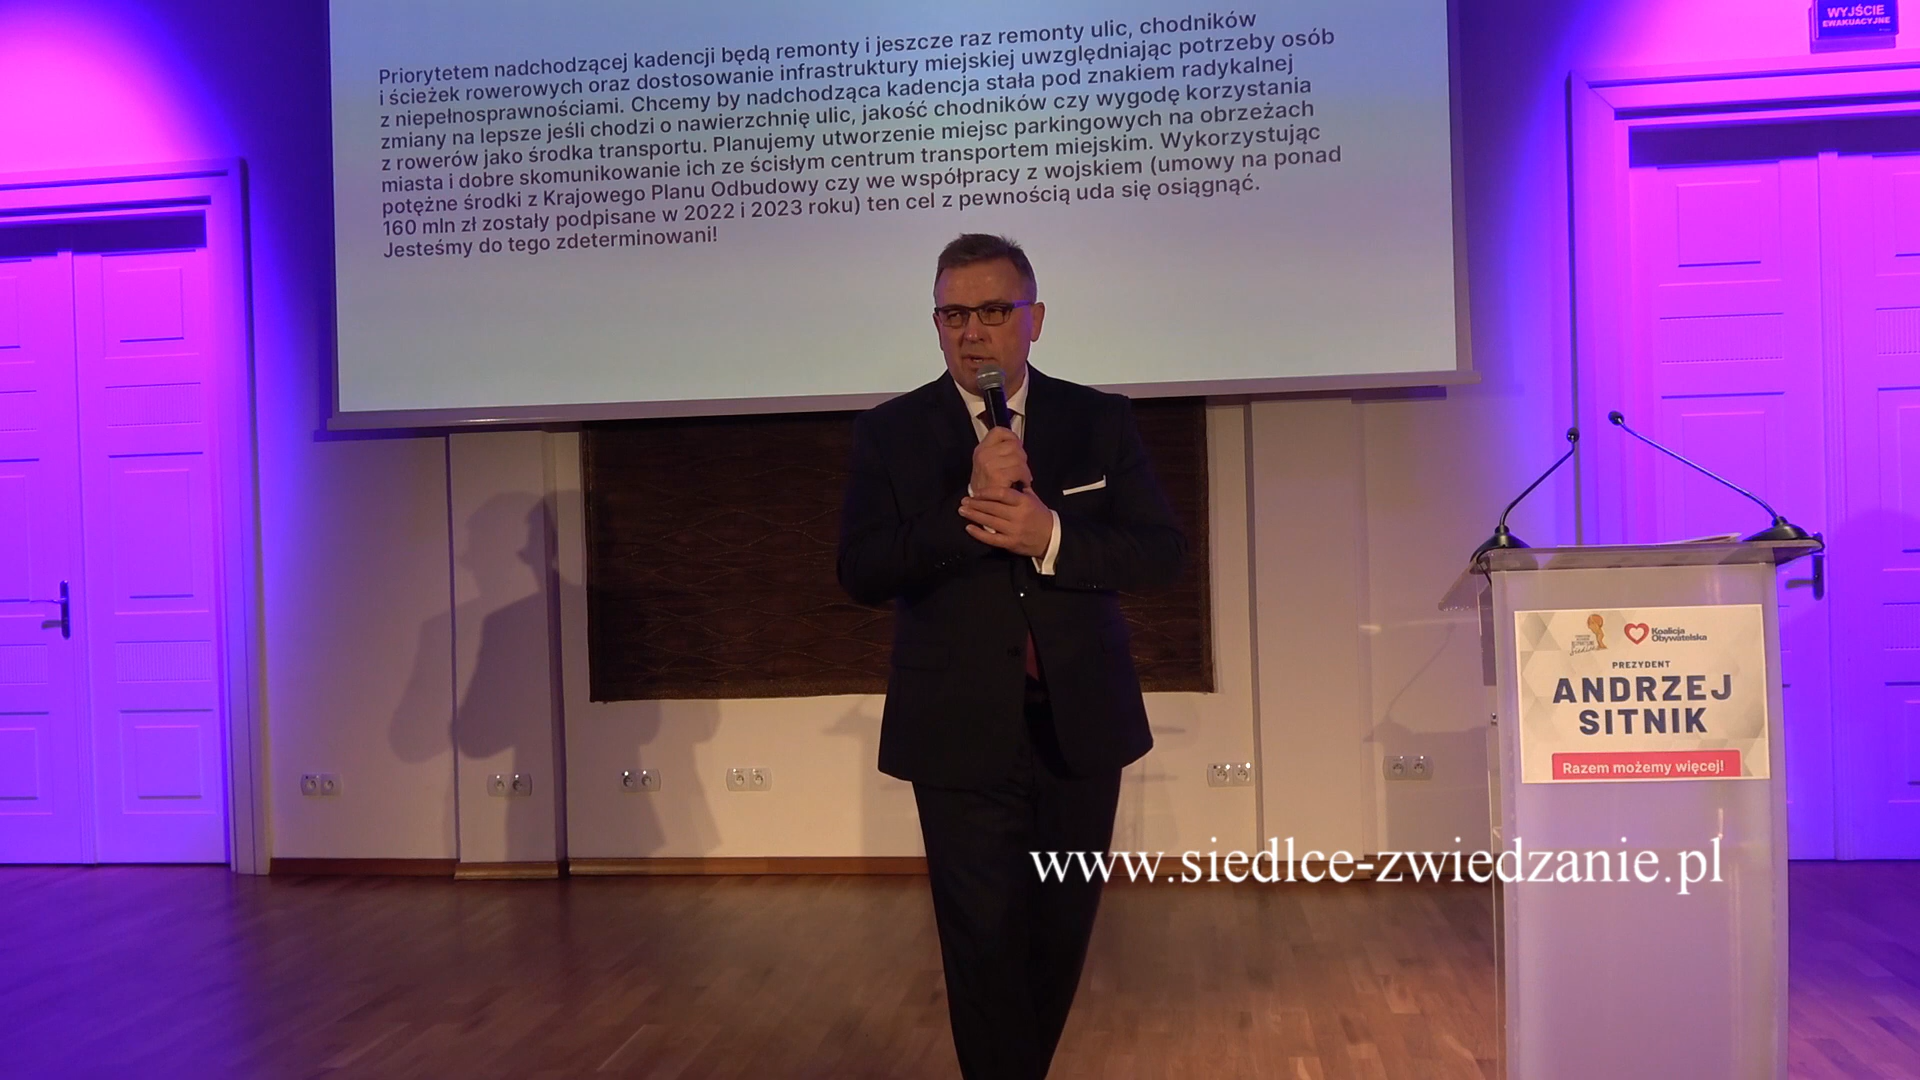 WYJŚCIE
EWAKUACYJNE
Priorytetem nadchodzącej kadencji będą remonty i jeszcze raz remonty ulic, chodników
i ścieżek rowerowych oraz dostosowanie infrastruktury miejskiej uwzględniając potrzeby osób
z niepełnosprawnościami. Chcemy by nadchodząca kadencja stała pod znakiem radykalnej
zmiany na lepsze jeśli chodzi o nawierzchnię ulic, jakość chodników czy wygodę korzystania
z rowerów jako środka transportu. Planujemy utworzenie miejsc parkingowych na obrzeżach
miasta i dobre skomunikowanie ich ze ścisłym centrum transportem miejskim. Wykorzystując
potężne środki z Krajowego Planu Odbudowy czy we współpracy z wojskiem (umowy na ponad
160 mln zł zostały podpisane w 2022 i 2023 roku) ten cel z pewnością uda się osiągnąć.
Jesteśmy do tego zdeterminowani!
Koalicja
Obywatelska
PREZYDENT
ANDRZEJ
SITNIK
Razem możemy więcej!
www.siedlce-zwiedzanie.pl